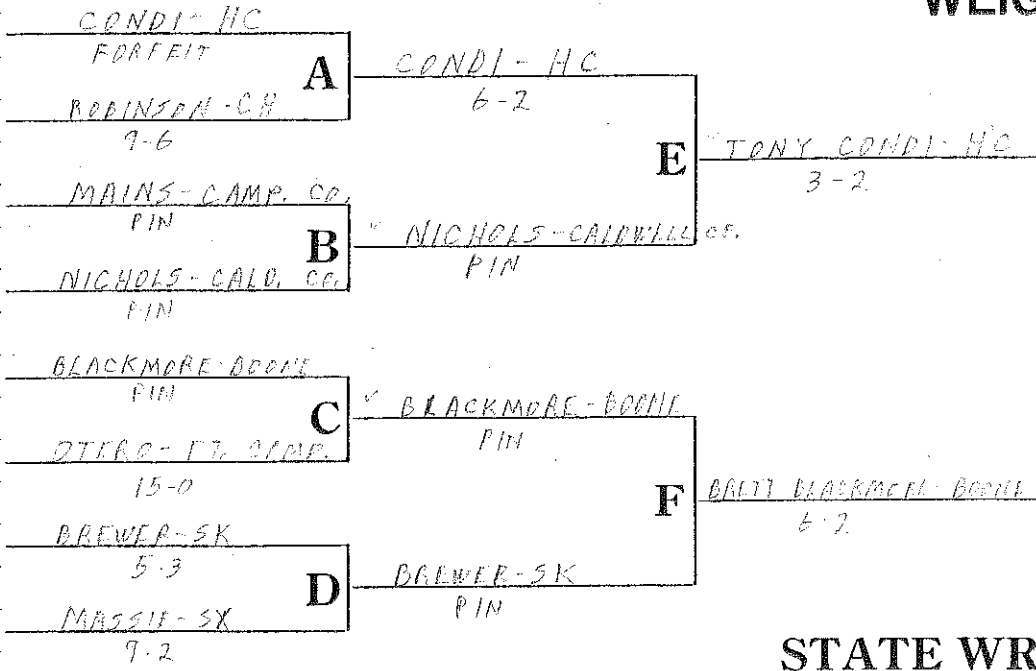 WEIG
CONDI-HC
FORFEIT
A
CONDI-HC
6-2
ROBINSON-CH
9-6
E
TONY CONDI-HC
3-2
MAINS-CAMP. CO.
PIN
B
NICHOLS-CALDWELL CO.
PIN
NICHOLS-CALD. CO.
PIN
BLACKMORE-BOONE
PIN
C
BLACKMORE-BOONE
PIN
OTERO-FT. CAMP.
15-0
F
BRETT BLACKMORE-BOONE
6-2
BREWER-SK
5-3
D
BREWER-SK
PIN
MASSIE-SX
9-2
STATE WR